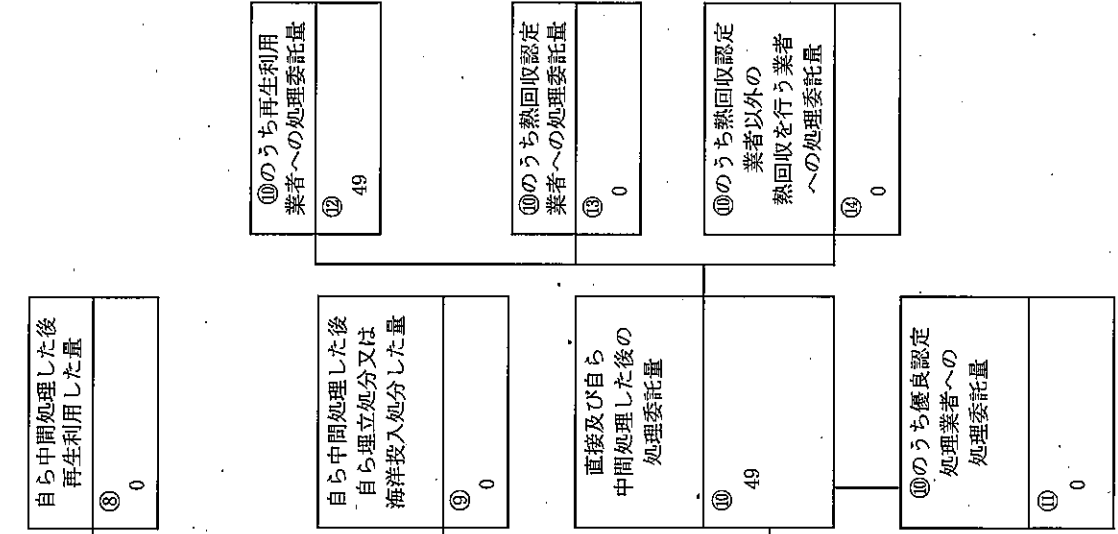 自ら中間処理した後
再生利用した量
⑧
0
自ら中間処理した後
自ら埋立処分又は
海洋投入処分した量
⑨
0
直接及び自ら
中間処理した後の
処理委託量
⑩
49
⑩のうち優良認定
処理業者への
処理委託量
⑪
0
⑩のうち再生利用
業者への処理委託量
⑫
49
⑩のうち熱回収認定
業者への処理委託量
⑬
0
⑩のうち熱回収認定
業者以外の
熱回収を行う業者
への処理委託量
⑭
0